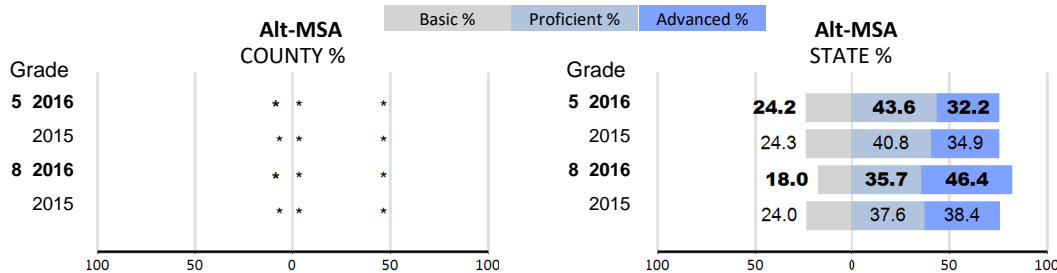 Basic % Proficient % Advanced %
Alt-MSA
COUNTY %
Grade
5 2016 * * *
2015 * * *
8 2016 * * *
2015 * * *
100 50 0 50 100
Alt-MSA
STATE %
Grade
5 2016 24.2 43.6 32.2
2015 24.3 40.8 34.9
8 2016 18.0 35.7 46.4
2015 24.0 37.6 38.4
100 50 0 50 100